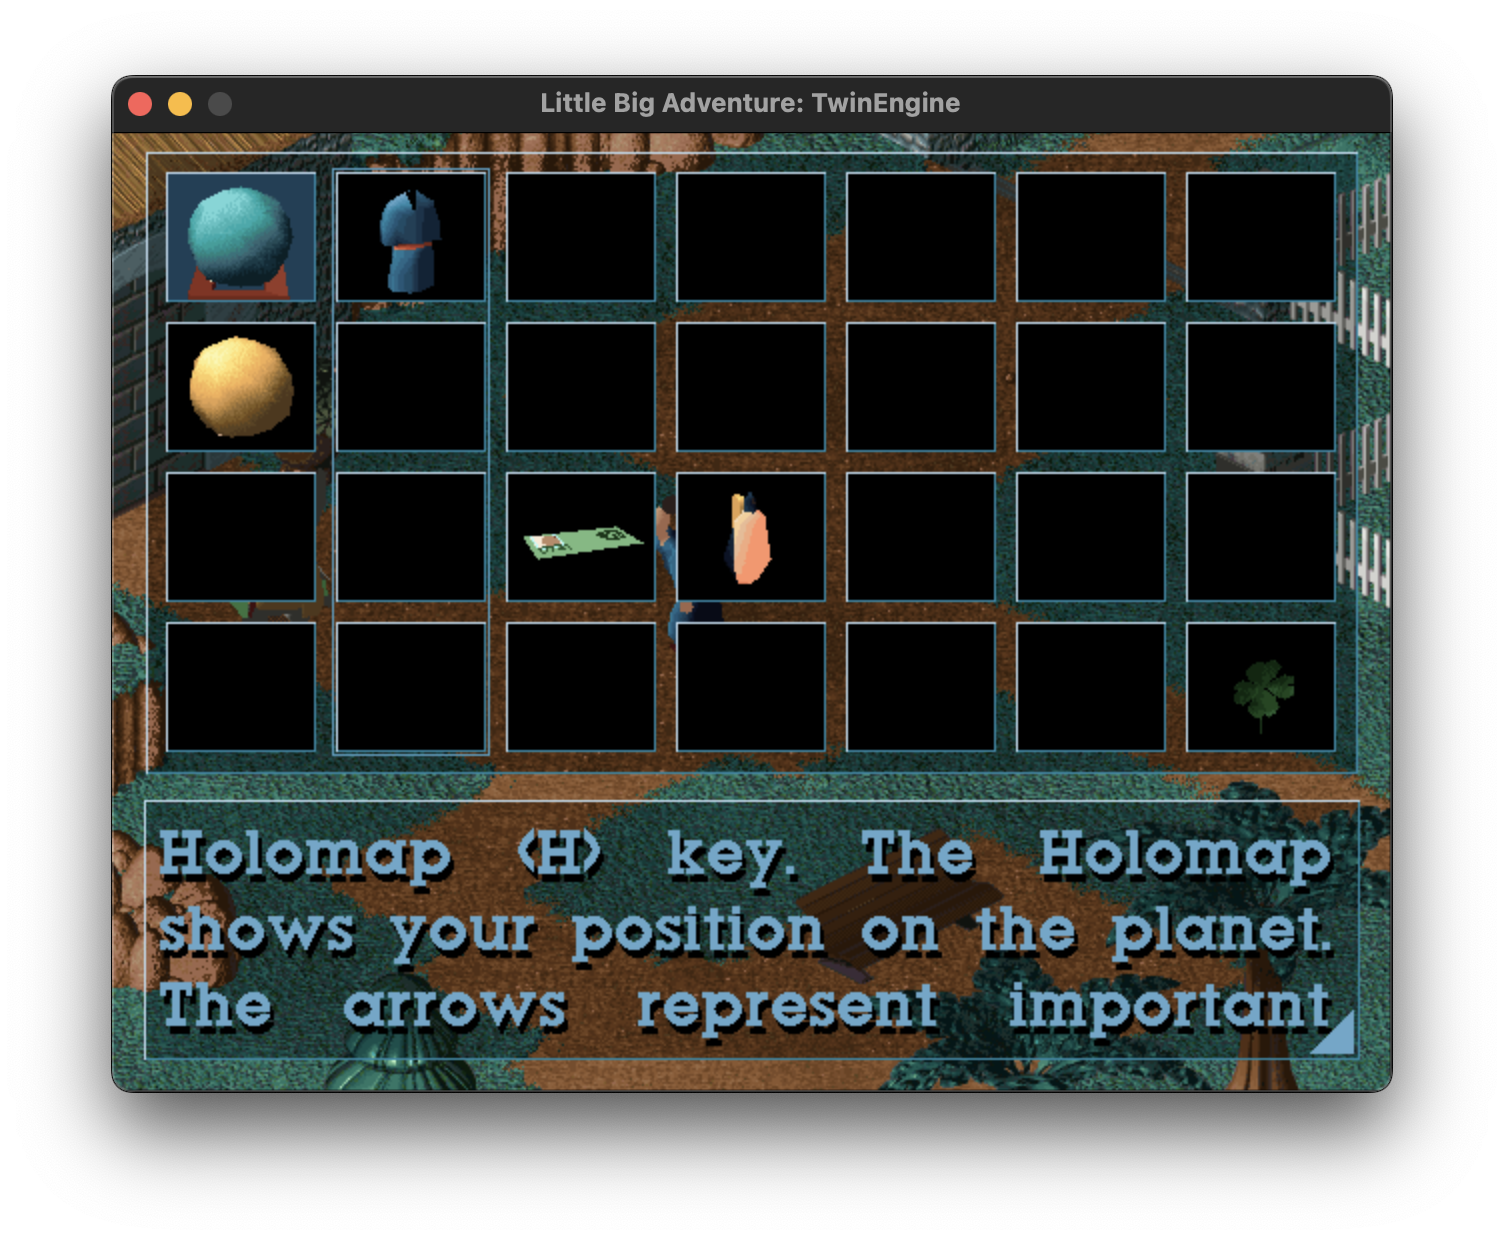 Little Big Adventure: TwinEngine
Holomap (H) key. The Holomap
shows your position on the planet.
The arrows represent important